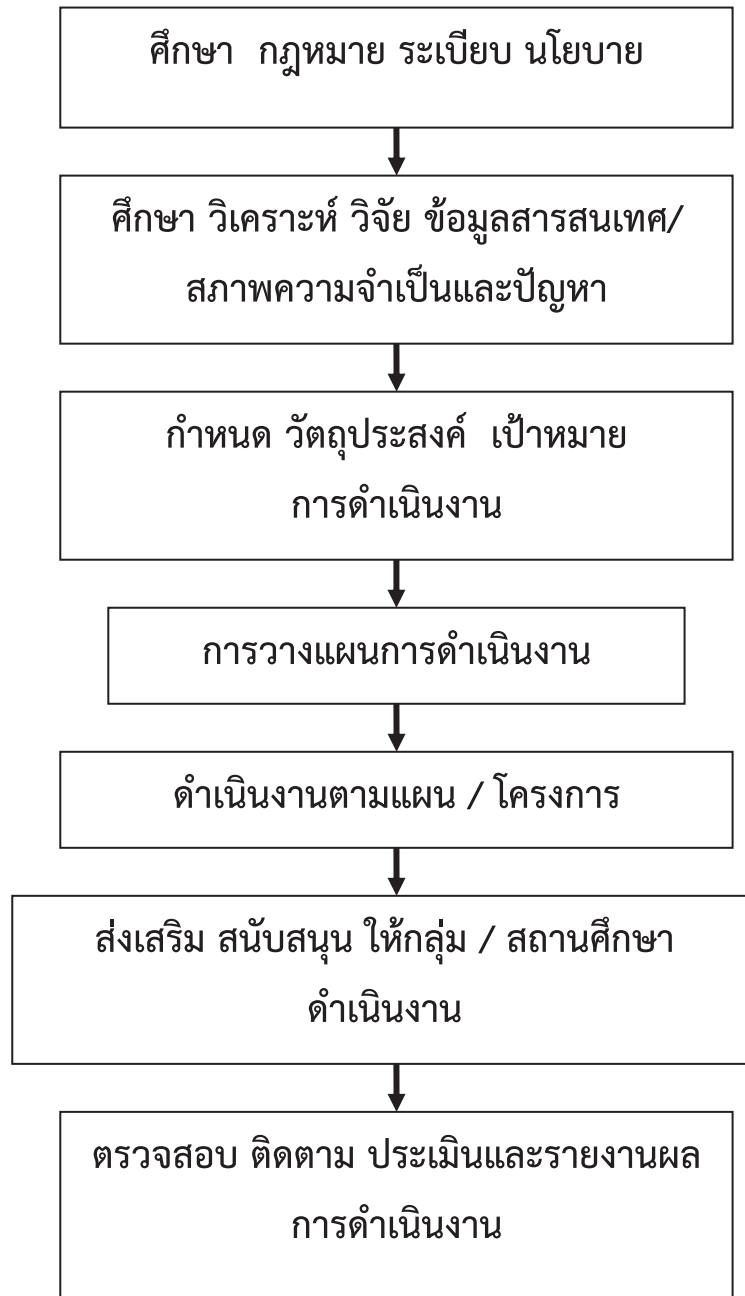 ศึกษา  กฎหมาย ระเบียบ นโยบาย
ศึกษา วิเคราะห์ วิจัย ข้อมูลสารสนเทศ/
สภาพความจำเป็นและปัญหา
กำหนด วัตถุประสงค์  เป้าหมาย
การดำเนินงาน
การวางแผนการดำเนินงาน
ดำเนินงานตามแผน / โครงการ
ส่งเสริม สนับสนุน ให้กลุ่ม / สถานศึกษา
ดำเนินงาน
ตรวจสอบ ติดตาม ประเมินและรายงานผล
การดำเนินงาน